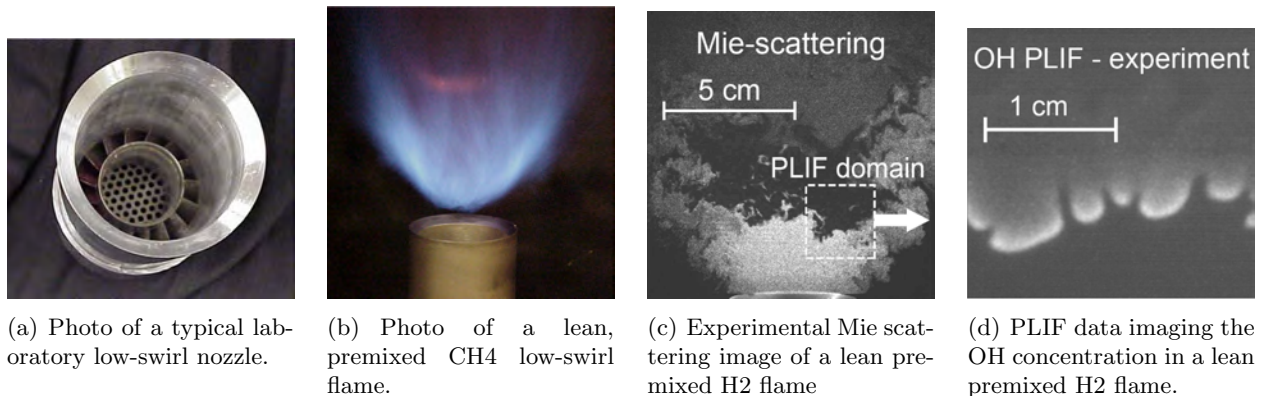 Mie-scattering
5 cm
PLIF domain
OH PLIF - experiment
1 cm
(a) Photo of a typical lab-
oratory low-swirl nozzle.
(b) Photo of a lean,
premixed CH4 low-swirl
flame.
(c) Experimental Mie scat-
tering image of a lean pre-
mixed H2 flame
(d) PLIF data imaging the
OH concentration in a lean
premixed H2 flame.